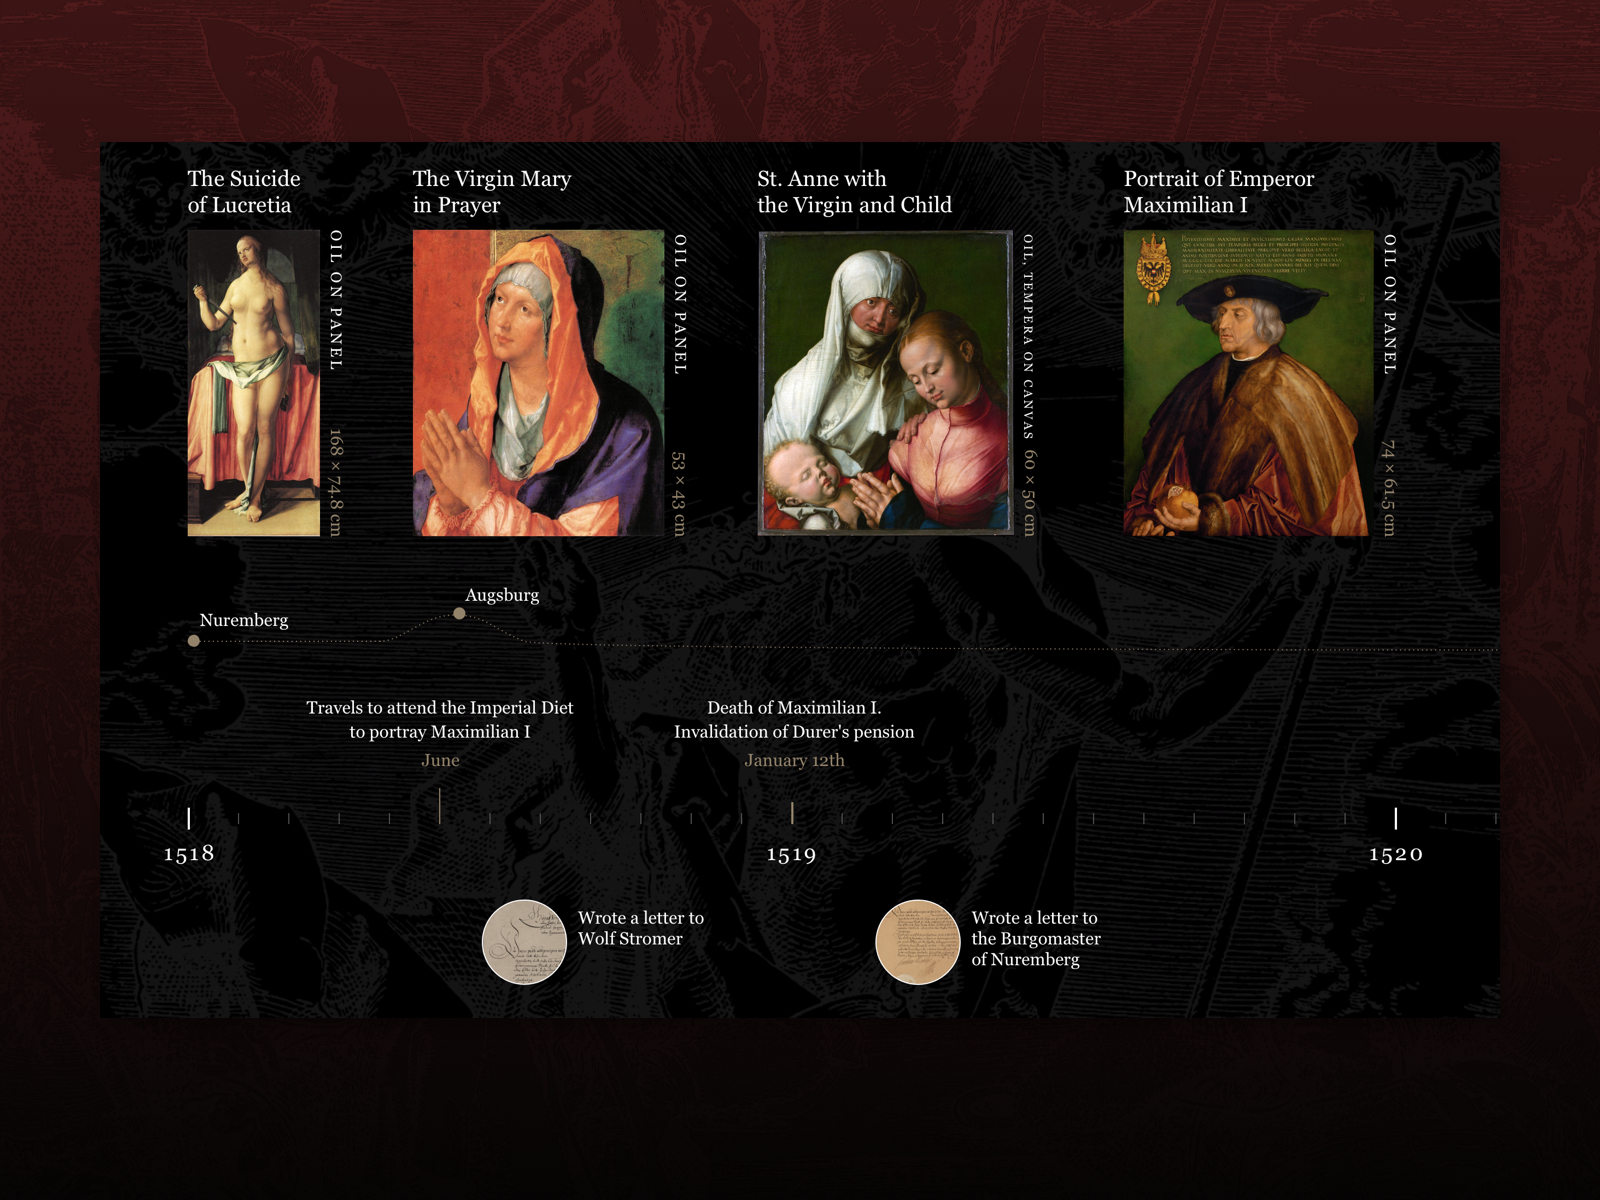 The Suicide
of Lucretia
OIL ON PANEL
168 × 74.8 cm
The Virgin Mary
in Prayer
OIL ON PANEL
53 × 43 cm
St. Anne with
the Virgin and Child
OIL, TEMPERA ON CANVAS
60 × 50 cm
Portrait of Emperor
Maximilian I
OIL ON PANEL
74 × 61,5 cm
Nuremberg
Augsburg
Travels to attend the Imperial Diet
to portray Maximilian I
June
Death of Maximilian I.
Invalidation of Durer's pension
January 12th
1518
1519
1520
Wrote a letter to
Wolf Stromer
Wrote a letter to
the Burgomaster
of Nuremberg